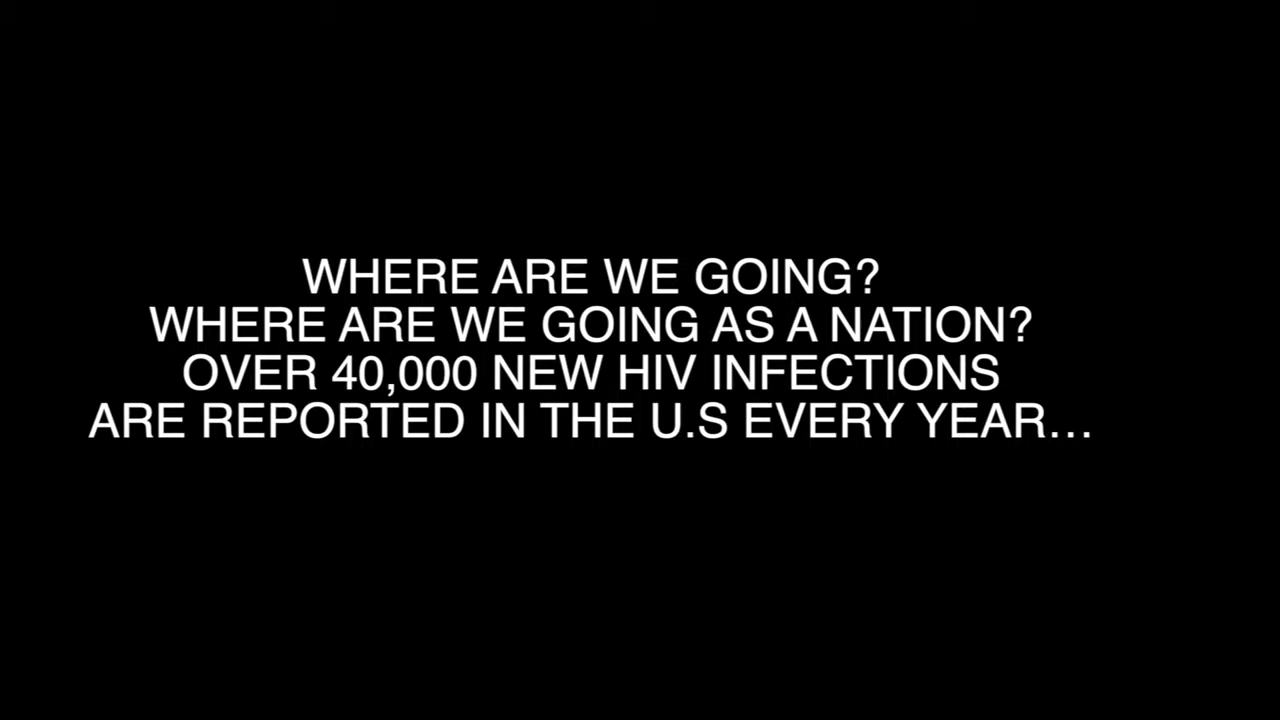 WHERE ARE WE GOING?
WHERE ARE WE GOING AS A NATION?
OVER 40,000 NEW HIV INFECTIONS
ARE REPORTED IN THE U.S EVERY YEAR…